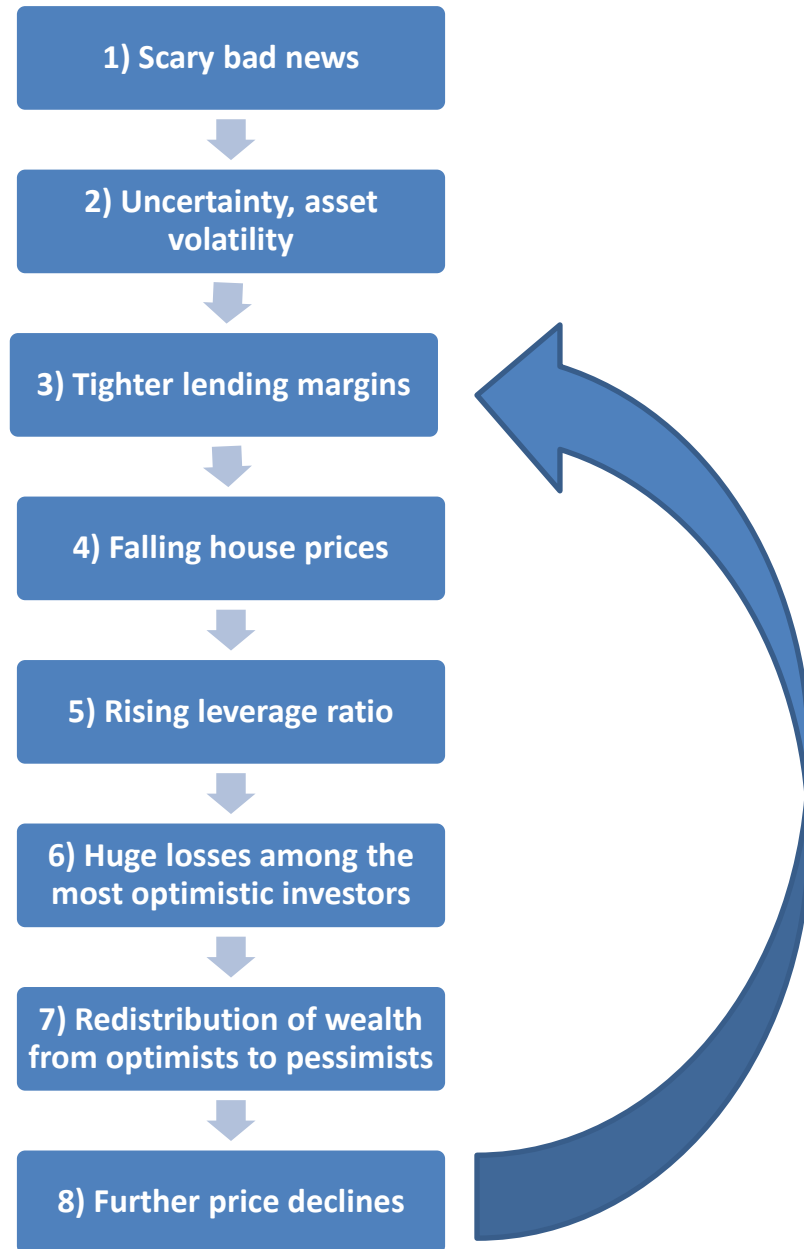 1) Scary bad news
2) Uncertainty, asset
volatility
3) Tighter lending margins
4) Falling house prices
5) Rising leverage ratio
6) Huge losses among the
most optimistic investors
7) Redistribution of wealth
from optimists to pessimists
8) Further price declines